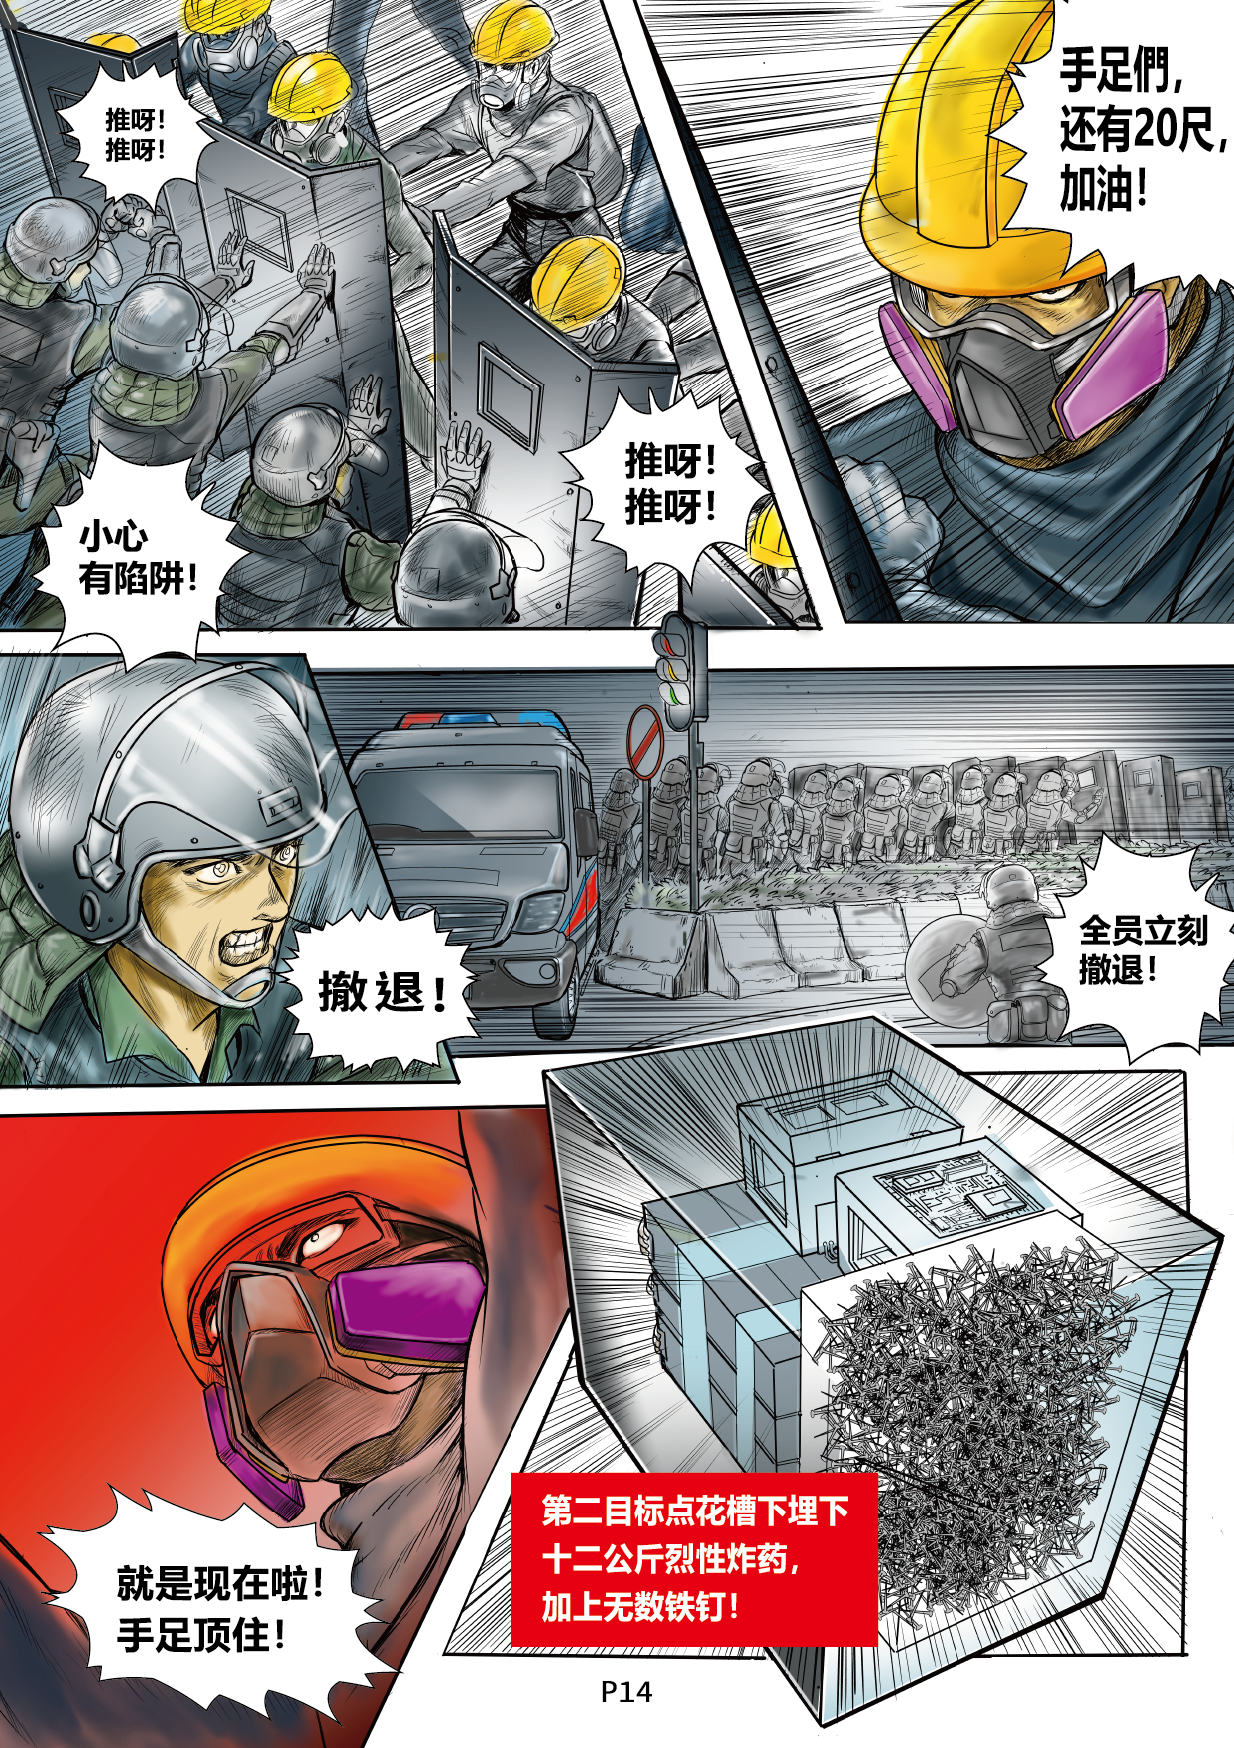 推呀！
推呀！
手足們，
还有20尺，
加油！
推呀！
推呀！
小心
有陷阱！
撤退！
全员立刻
撤退！
就是现在啦！
手足顶住！
第二目标点花槽下埋下
十二公斤烈性炸药，
加上无数铁钉！
P14